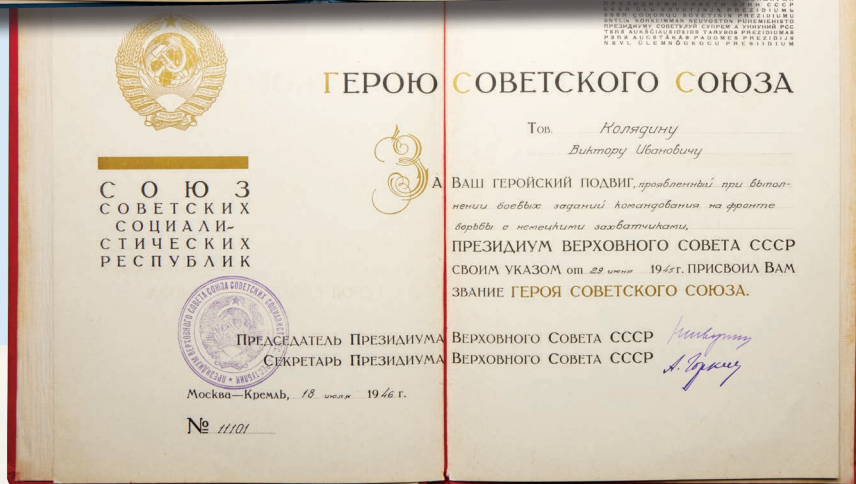 СОЮЗ
СОВЕТСКИХ
СОЦИАЛИ-
СТИЧЕСКИХ
РЕСПУБЛИК
ГЕРОЮ СОВЕТСКОГО СОЮЗА
Тов. Колядину
Виктору Ивановичу
ЗА ВАШ ГЕРОЙСКИЙ ПОДВИГ, проявленный при выпол-
нении боевых заданий командования на фронте
борьбы с немецкими захватчиками,
ПРЕЗИДИУМ ВЕРХОВНОГО СОВЕТА СССР
СВОИМ УКАЗОМ от 29 июня 1945 г. ПРИСВОИЛ ВАМ
ЗВАНИЕ ГЕРОЯ СОВЕТСКОГО СОЮЗА.
ПРЕДСЕДАТЕЛЬ ПРЕЗИДИУМА ВЕРХОВНОГО СОВЕТА СССР
СЕКРЕТАРЬ ПРЕЗИДИУМА ВЕРХОВНОГО СОВЕТА СССР
А. Горкин
МОСКВА—КРЕМЛЬ, 18 июля 1946 г.
№ 11101